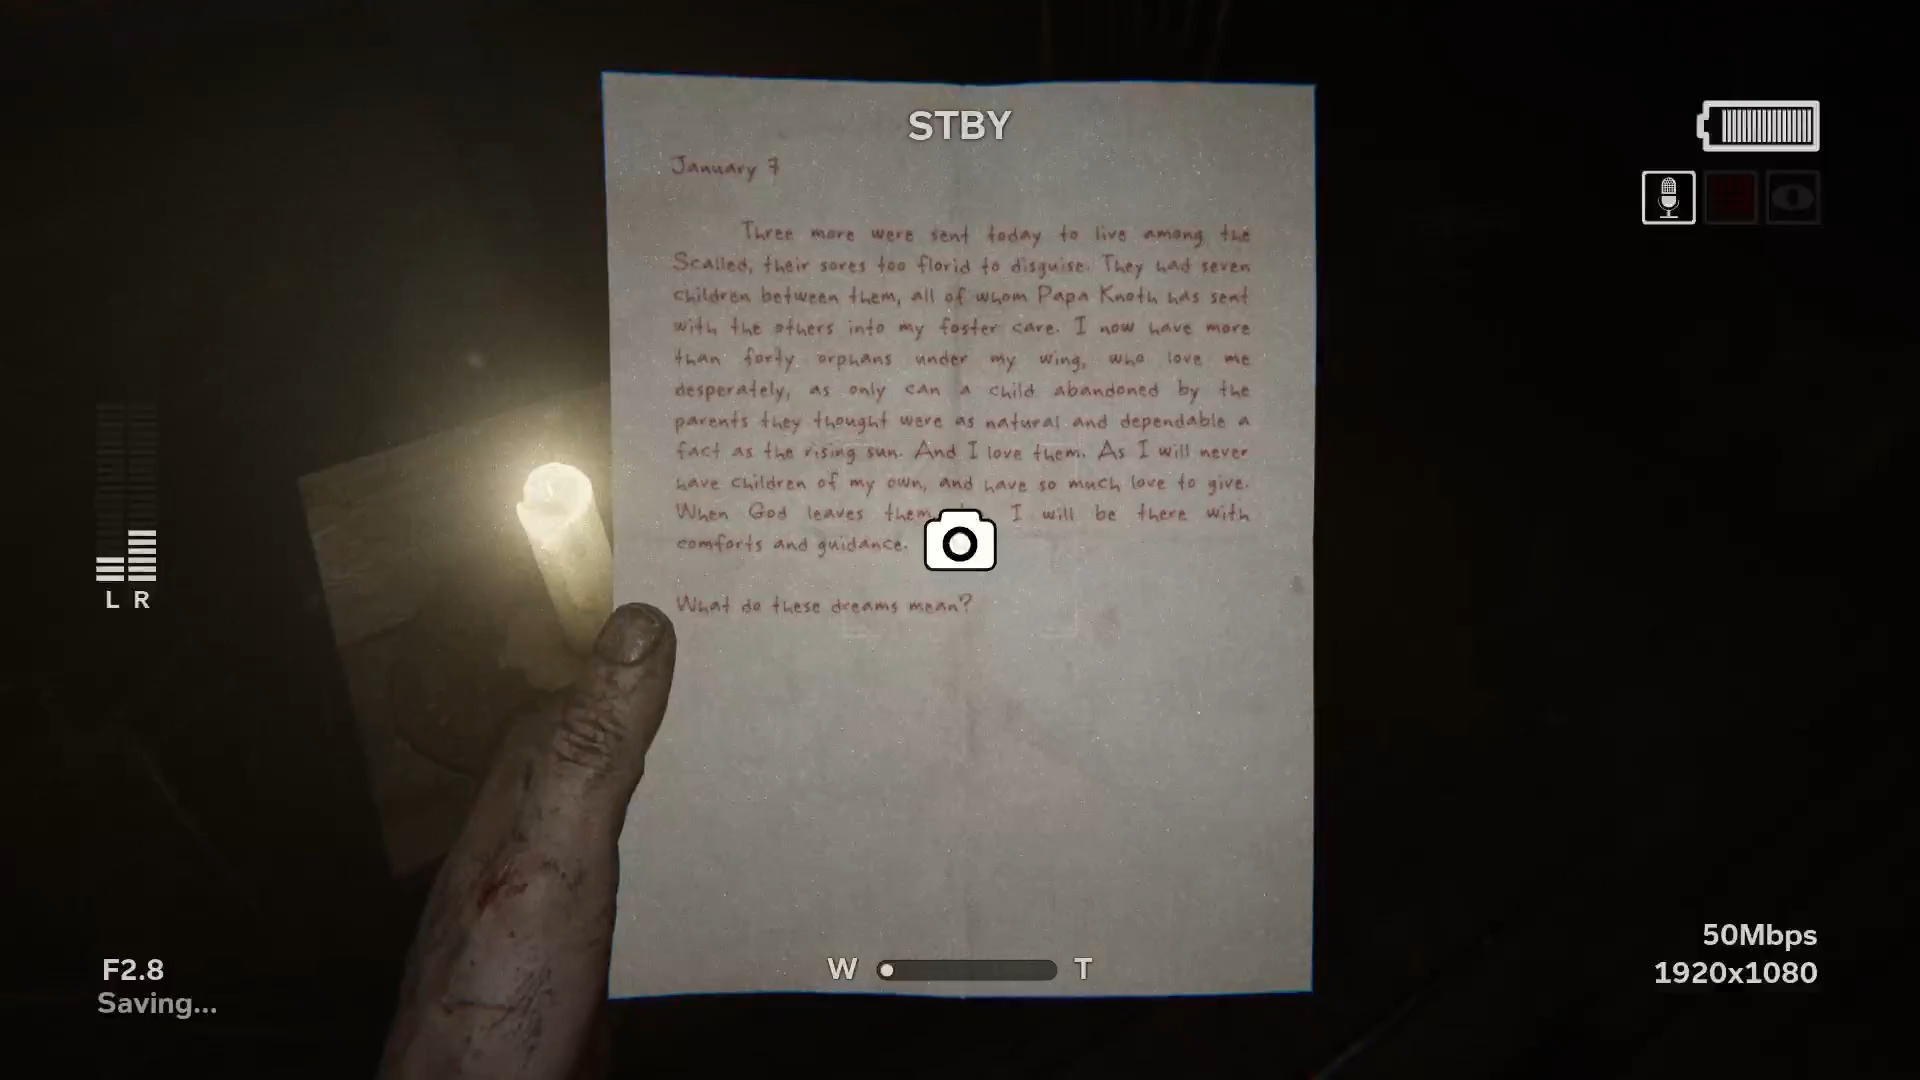 STBY
January 7
Three more were sent today to live among the
Scalled, their sores too florid to disguise. They had seven
children between them, all of whom Papa Knoth has sent
with the others into my foster care. I now have more
than forty orphans under my wing, who love me
desperately, as only can a child abandoned by the
parents they thought were as natural and dependable a
fact as the rising sun. And I love them. As I will never
have children of my own, and have so much love to give.
When God leaves them I will be there with
comforts and guidance.
What do these dreams mean?
L R
F2.8
Saving...
W T
50Mbps
1920x1080